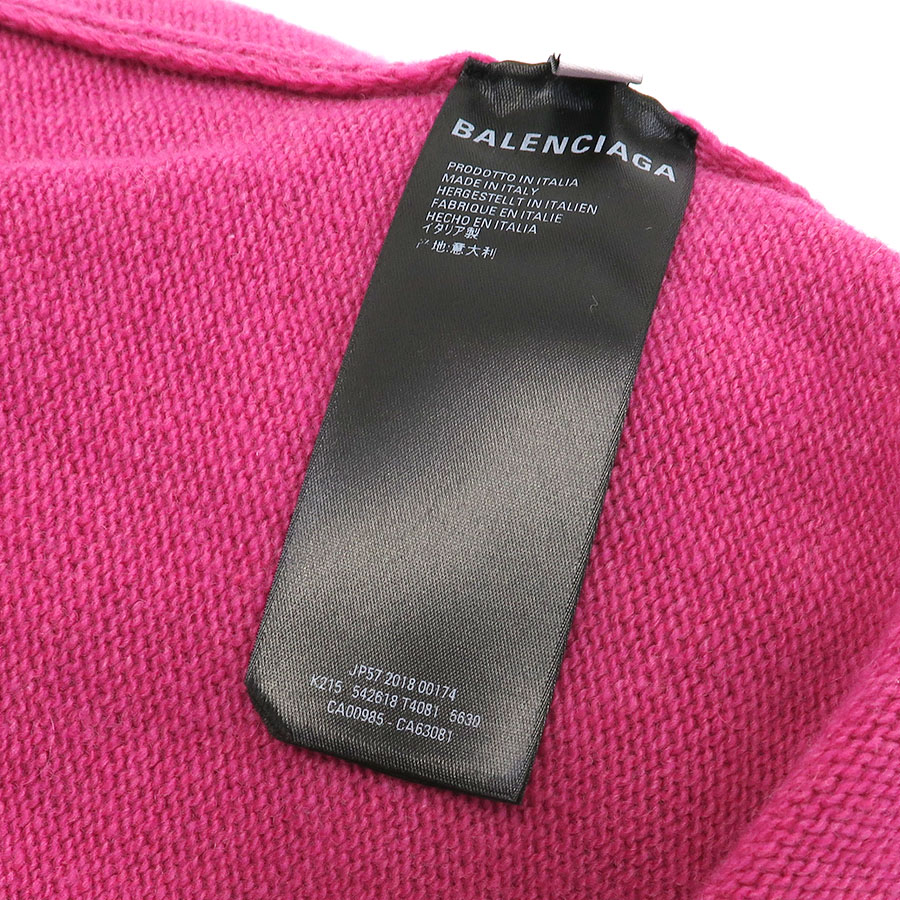 BALENCIAGA
PRODOTTO IN ITALIA
MADE IN ITALY
HERGESTELLT IN ITALIEN
FABRIQUE EN ITALIE
HECHO EN ITALIA
イタリア製
地:意大利
JP57 2018 00174
K215 542618 T4081 5630
CA00985 - CA63081